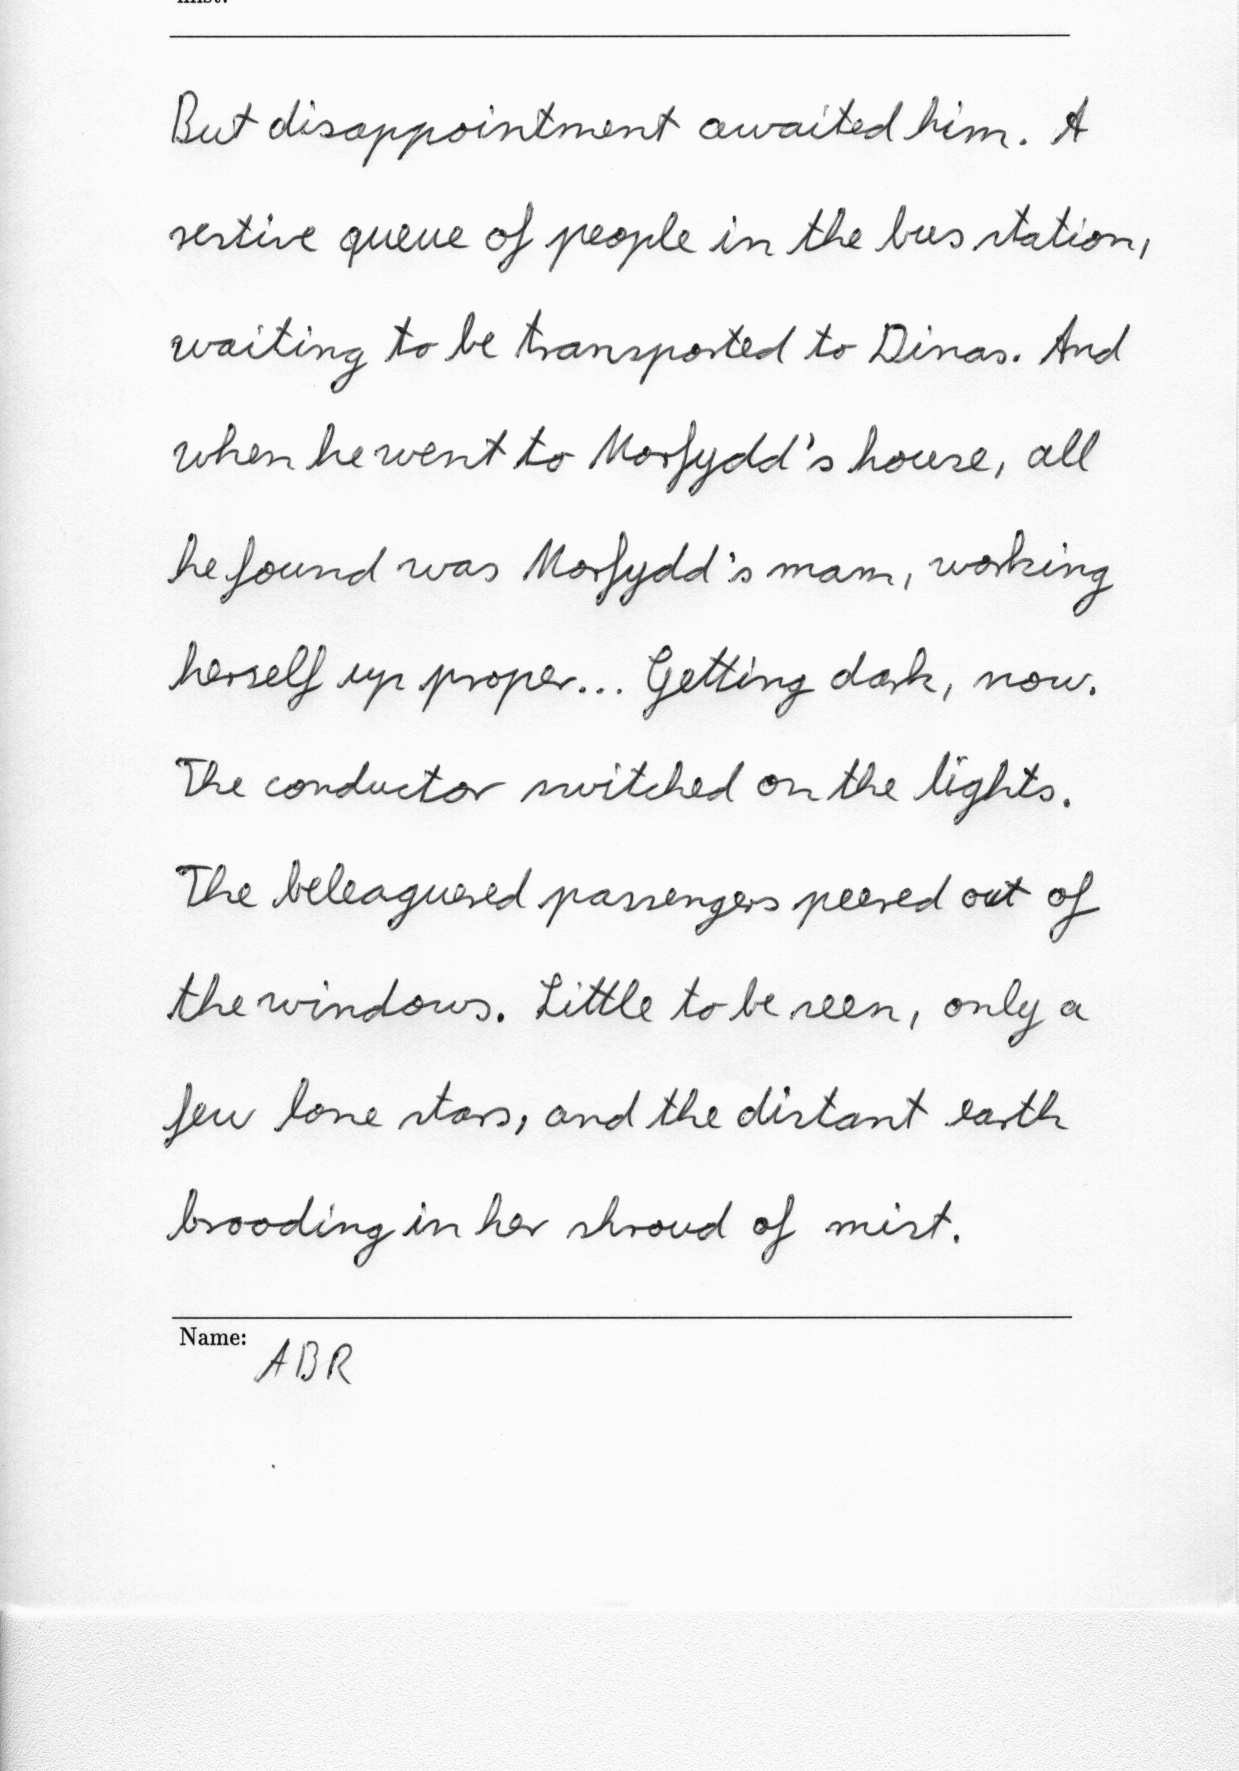 But disappointment awaited him. A
restive queue of people in the bus station,
waiting to be transported to Dinas. And
when he went to Morfydd's house, all
he found was Morfydd's mam, working
herself up proper... Getting dark, now.
The conductor switched on the lights.
The beleaguered passengers peered out of
the windows. Little to be seen, only a
few lone stars, and the distant earth
brooding in her shroud of mist.
Name:
ABR